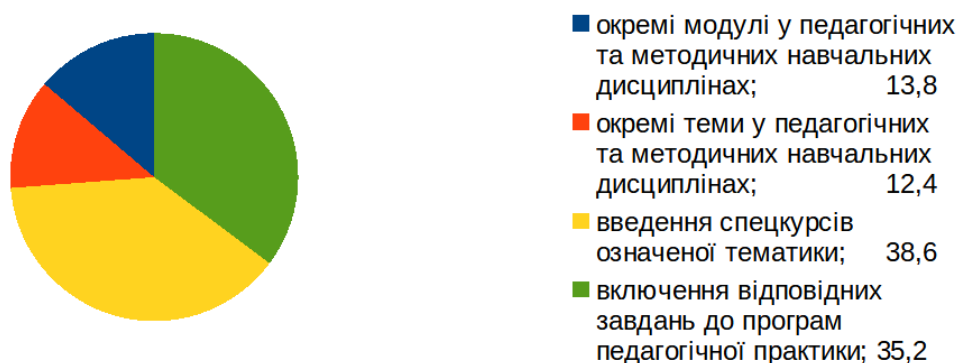 окремі модулі у педагогічних
та методичних навчальних
дисциплінах; 13,8
окремі теми у педагогічних
та методичних навчальних
дисциплінах; 12,4
введення спецкурсів
означеної тематики; 38,6
включення відповідних
завдань до програм
педагогічної практики; 35,2